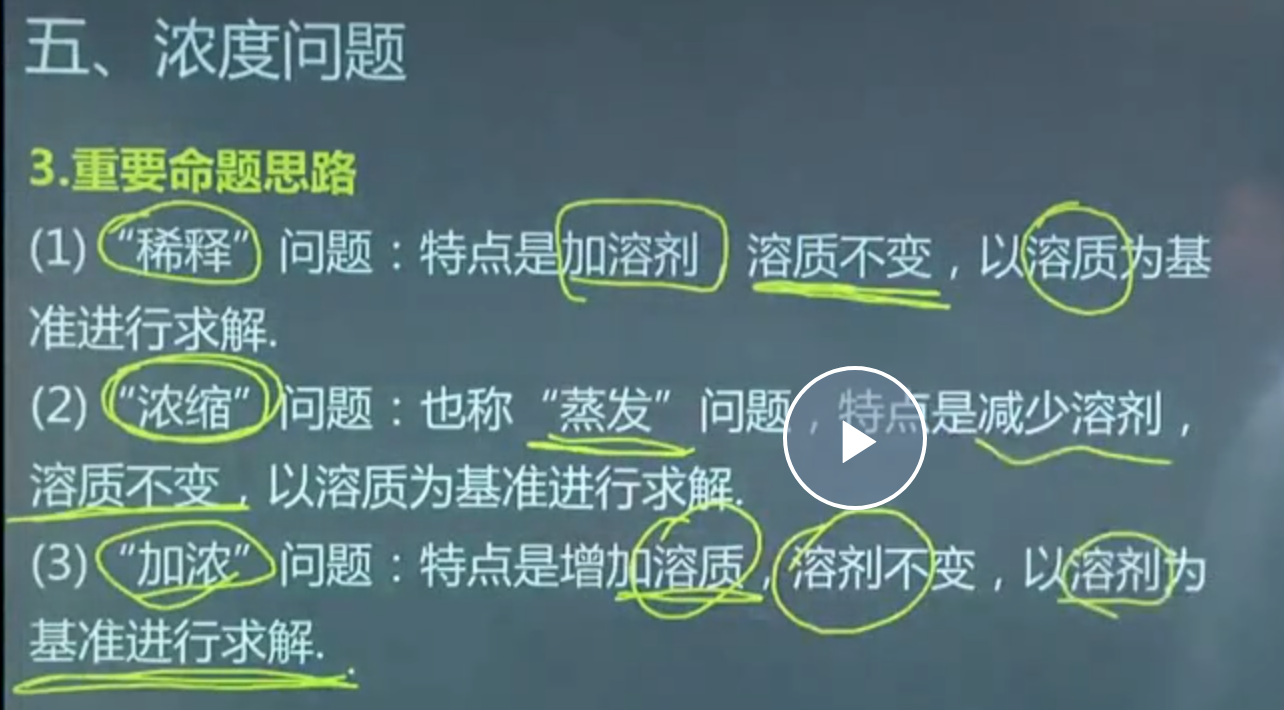 五、浓度问题
3.重要命题思路
(1)“稀释”问题：特点是加溶剂，溶质不变，以溶质为基
准进行求解.
(2)“浓缩”问题：也称“蒸发”问题，特点是减少溶剂，
溶质不变，以溶质为基准进行求解.
(3)“加浓”问题：特点是增加溶质，溶剂不变，以溶剂为
基准进行求解.